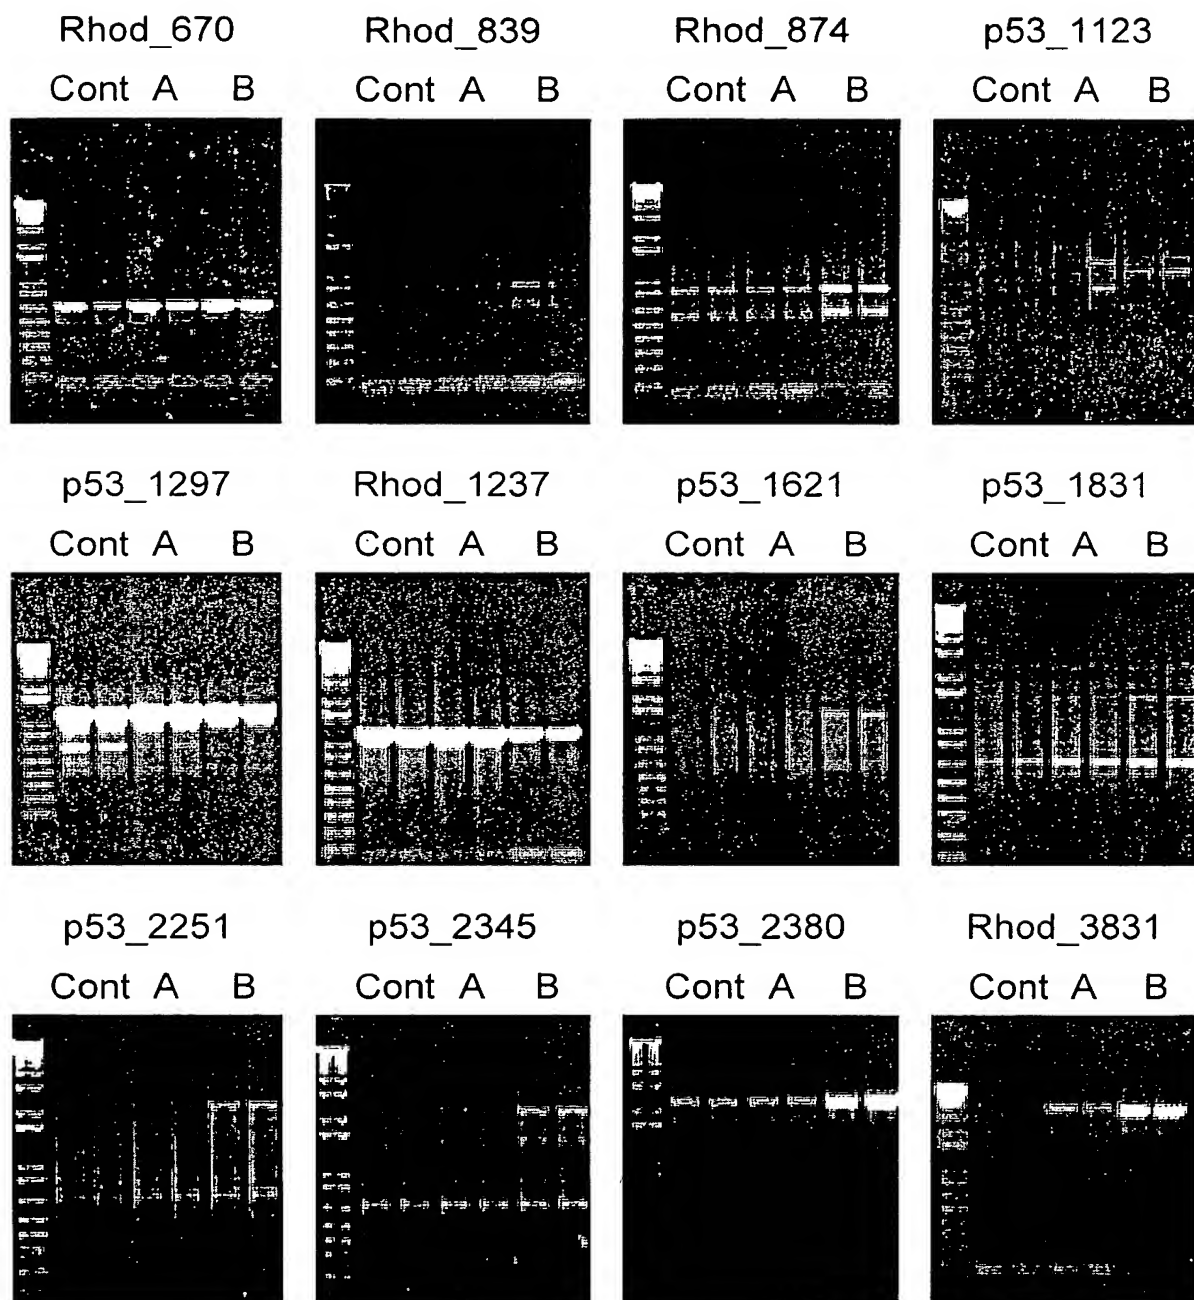 Rhod_670 Rhod_839 Rhod_874 p53_1123
Cont A B Cont A B Cont A B Cont A B
p53_1297 Rhod_1237 p53_1621 p53_1831
Cont A B Cont A B Cont A B Cont A B
p53_2251 p53_2345 p53_2380 Rhod_3831
Cont A B Cont A B Cont A B Cont A B